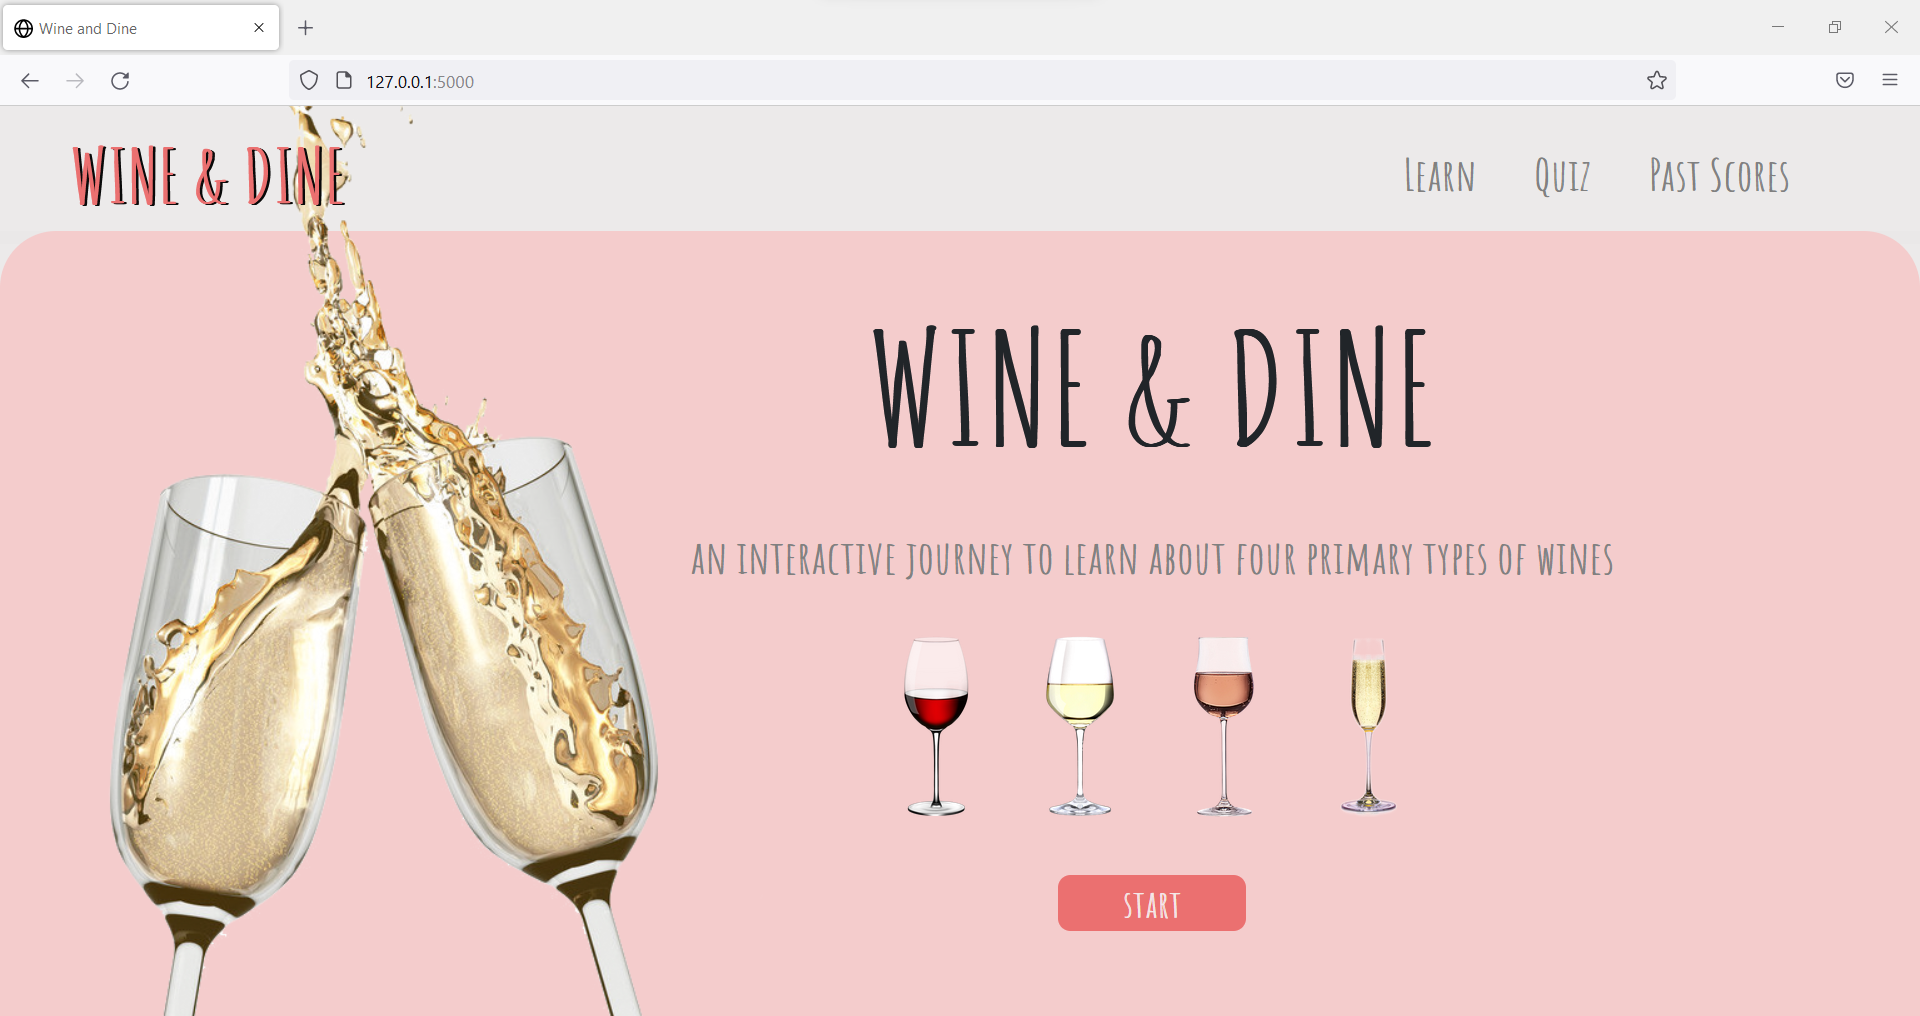 Wine and Dine
127.0.0.1:5000
WINE & DINE
Learn
Quiz
Past Scores
WINE & DINE
AN INTERACTIVE JOURNEY TO LEARN ABOUT FOUR PRIMARY TYPES OF WINES
START